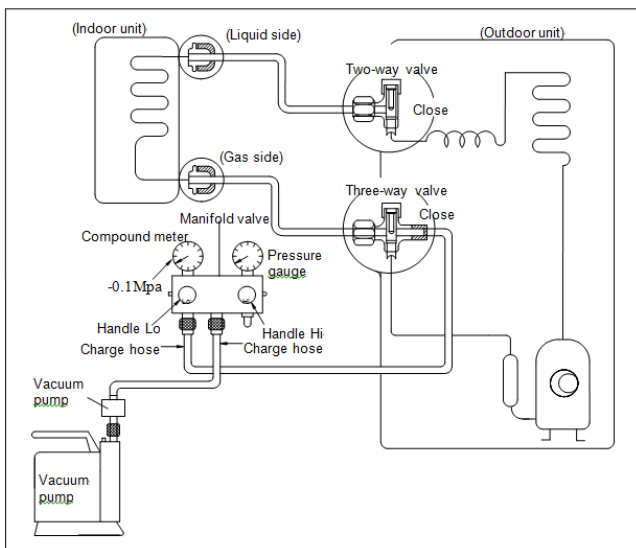 (Indoor unit)
(Liquid side)
(Outdoor unit)
Two-way valve
Close
(Gas side)
Three-way valve
Close
Manifold valve
Compound meter
Pressure
gauge
-0.1Mpa
Lo
Handle Lo
Handle Hi
Charge hose
Charge hose
Vacuum
pump
Vacuum
pump